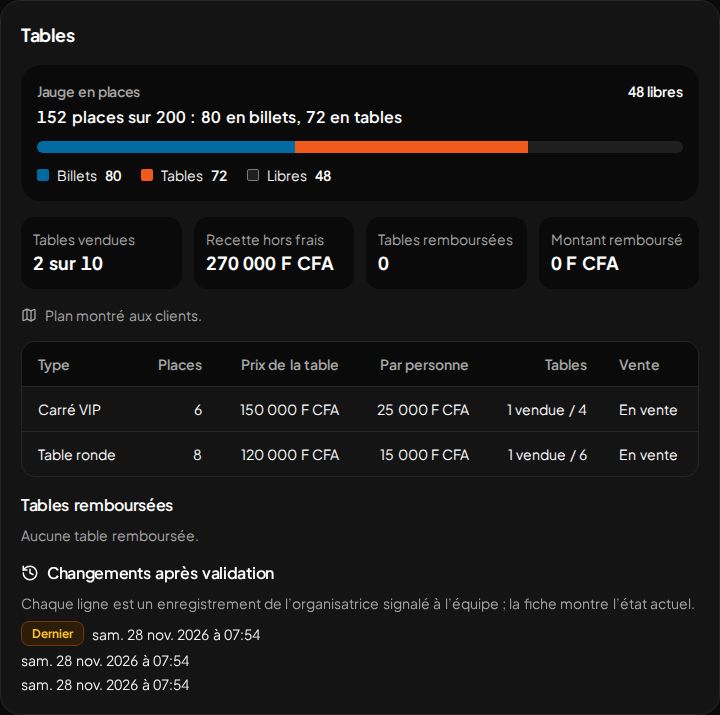 Tables
Jauge en places 48 libres
152 places sur 200 : 80 en billets, 72 en tables
Billets 80 Tables 72 Libres 48
Tables vendues Recette hors frais Tables remboursées Montant remboursé
2 sur 10 270 000 F CFA 0 0 F CFA
Plan montré aux clients.
Type Places Prix de la table Par personne Tables Vente
Carré VIP 6 150 000 F CFA 25 000 F CFA 1 vendue / 4 En vente
Table ronde 8 120 000 F CFA 15 000 F CFA 1 vendue / 6 En vente
Tables remboursées
Aucune table remboursée.
Changements après validation
Chaque ligne est un enregistrement de l’organisatrice signalé à l’équipe ; la fiche montre l’état actuel.
Dernier sam. 28 nov. 2026 à 07:54
sam. 28 nov. 2026 à 07:54
sam. 28 nov. 2026 à 07:54